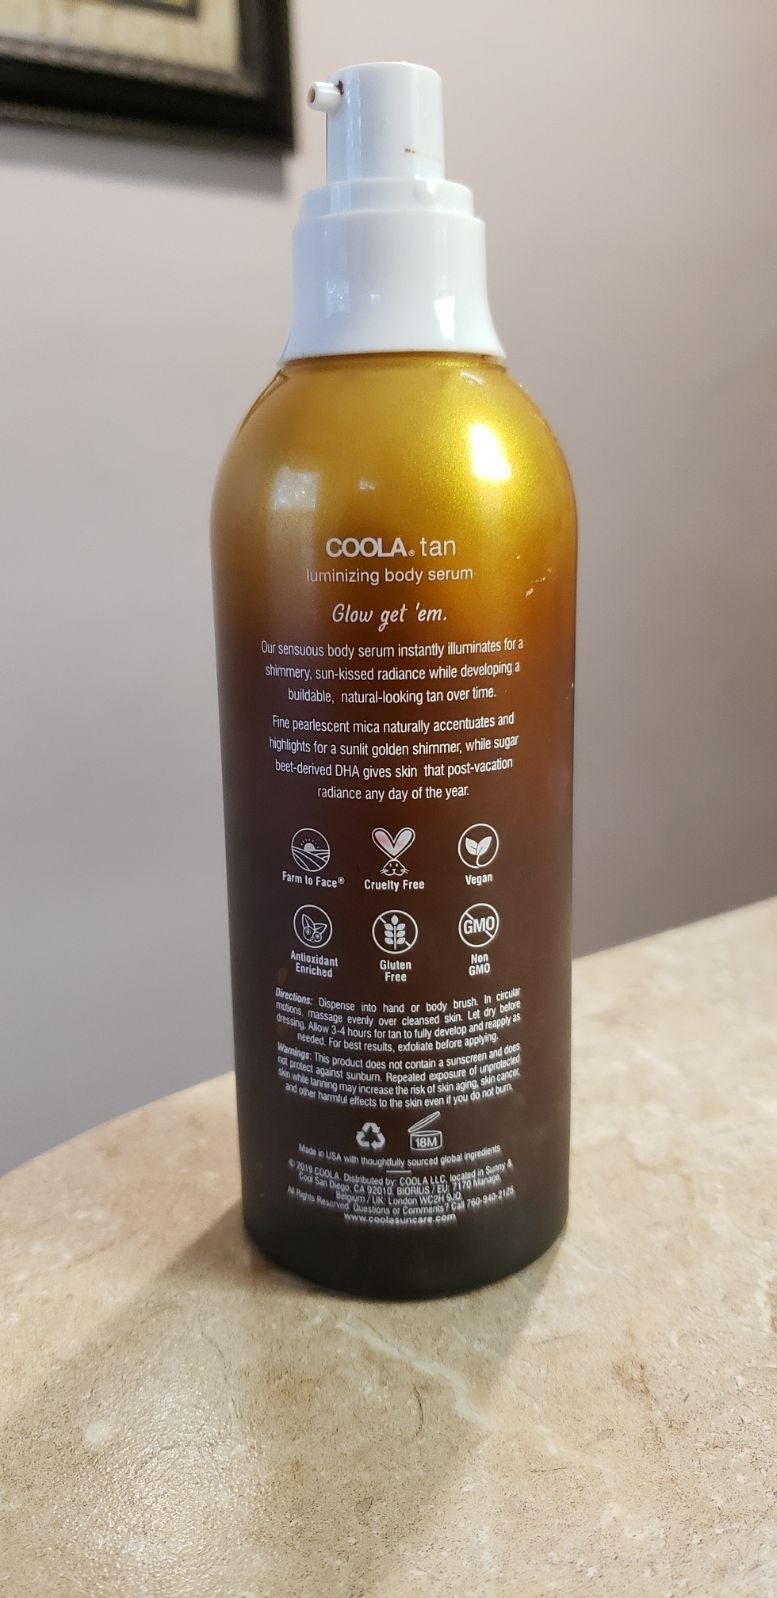 COOLA® tan
luminizing body serum
Glow get 'em.
Our sensuous body serum instantly illuminates for a
shimmery, sun-kissed radiance while developing a
buildable, natural-looking tan over time.
Fine pearlescent mica naturally accentuates and
highlights for a sunlit golden shimmer, while sugar
beet-derived DHA gives skin that post-vacation
radiance any day of the year.
Farm to Face®
Cruelty Free
Vegan
Antioxidant
Enriched
Gluten
Free
GMO
Non
GMO
Directions: Dispense into hand or body brush. In circular
motions, massage evenly over cleansed skin. Let dry before
dressing. Allow 3-4 hours for tan to fully develop and reapply as
needed. For best results, exfoliate before applying.
Warnings: This product does not contain a sunscreen and does
not protect against sunburn. Repeated exposure of unprotected
skin while tanning may increase the risk of skin aging, skin cancer,
and other harmful effects to the skin even if you do not burn.
18M
Made in USA with thoughtfully sourced global ingredients
© 2019 COOLA. Distributed by: COOLA LLC, located in Sunny &
Cool San Diego, CA 92010. BIORIUS / EU: 7170 Manage,
Belgium / UK: London WC2H 9JQ.
All Rights Reserved. Questions or Comments? Call 760-940-2125
www.coolasuncare.com